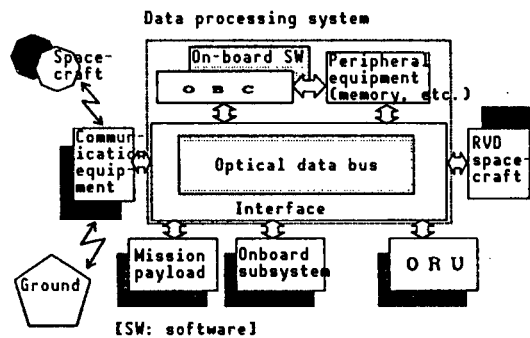 Data processing system
Space-
craft
On-board SW
O B C
Peripheral
equipment
(memory, etc.)
Commun-
ication
equip-
ment
Optical data bus
Interface
RVD
space-
craft
Mission
payload
Onboard
subsystem
O R U
Ground
[SW: software]